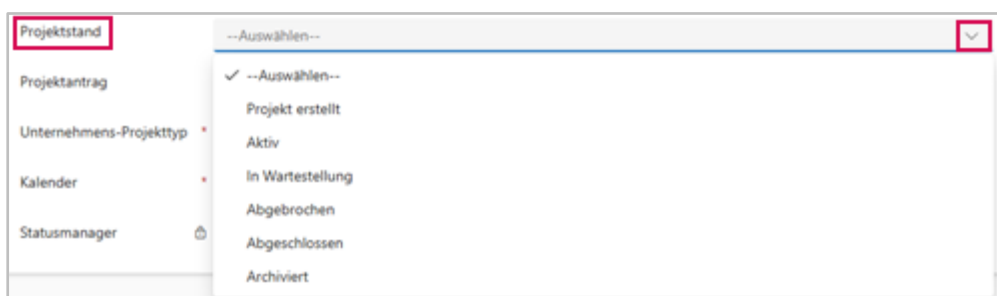 Projektstand --Auswählen--
Projektantrag --Auswählen--
Projekt erstellt
Unternehmens-Projekttyp * Aktiv
Kalender * In Wartestellung
Abgebrochen
Statusmanager Abgeschlossen
Archiviert